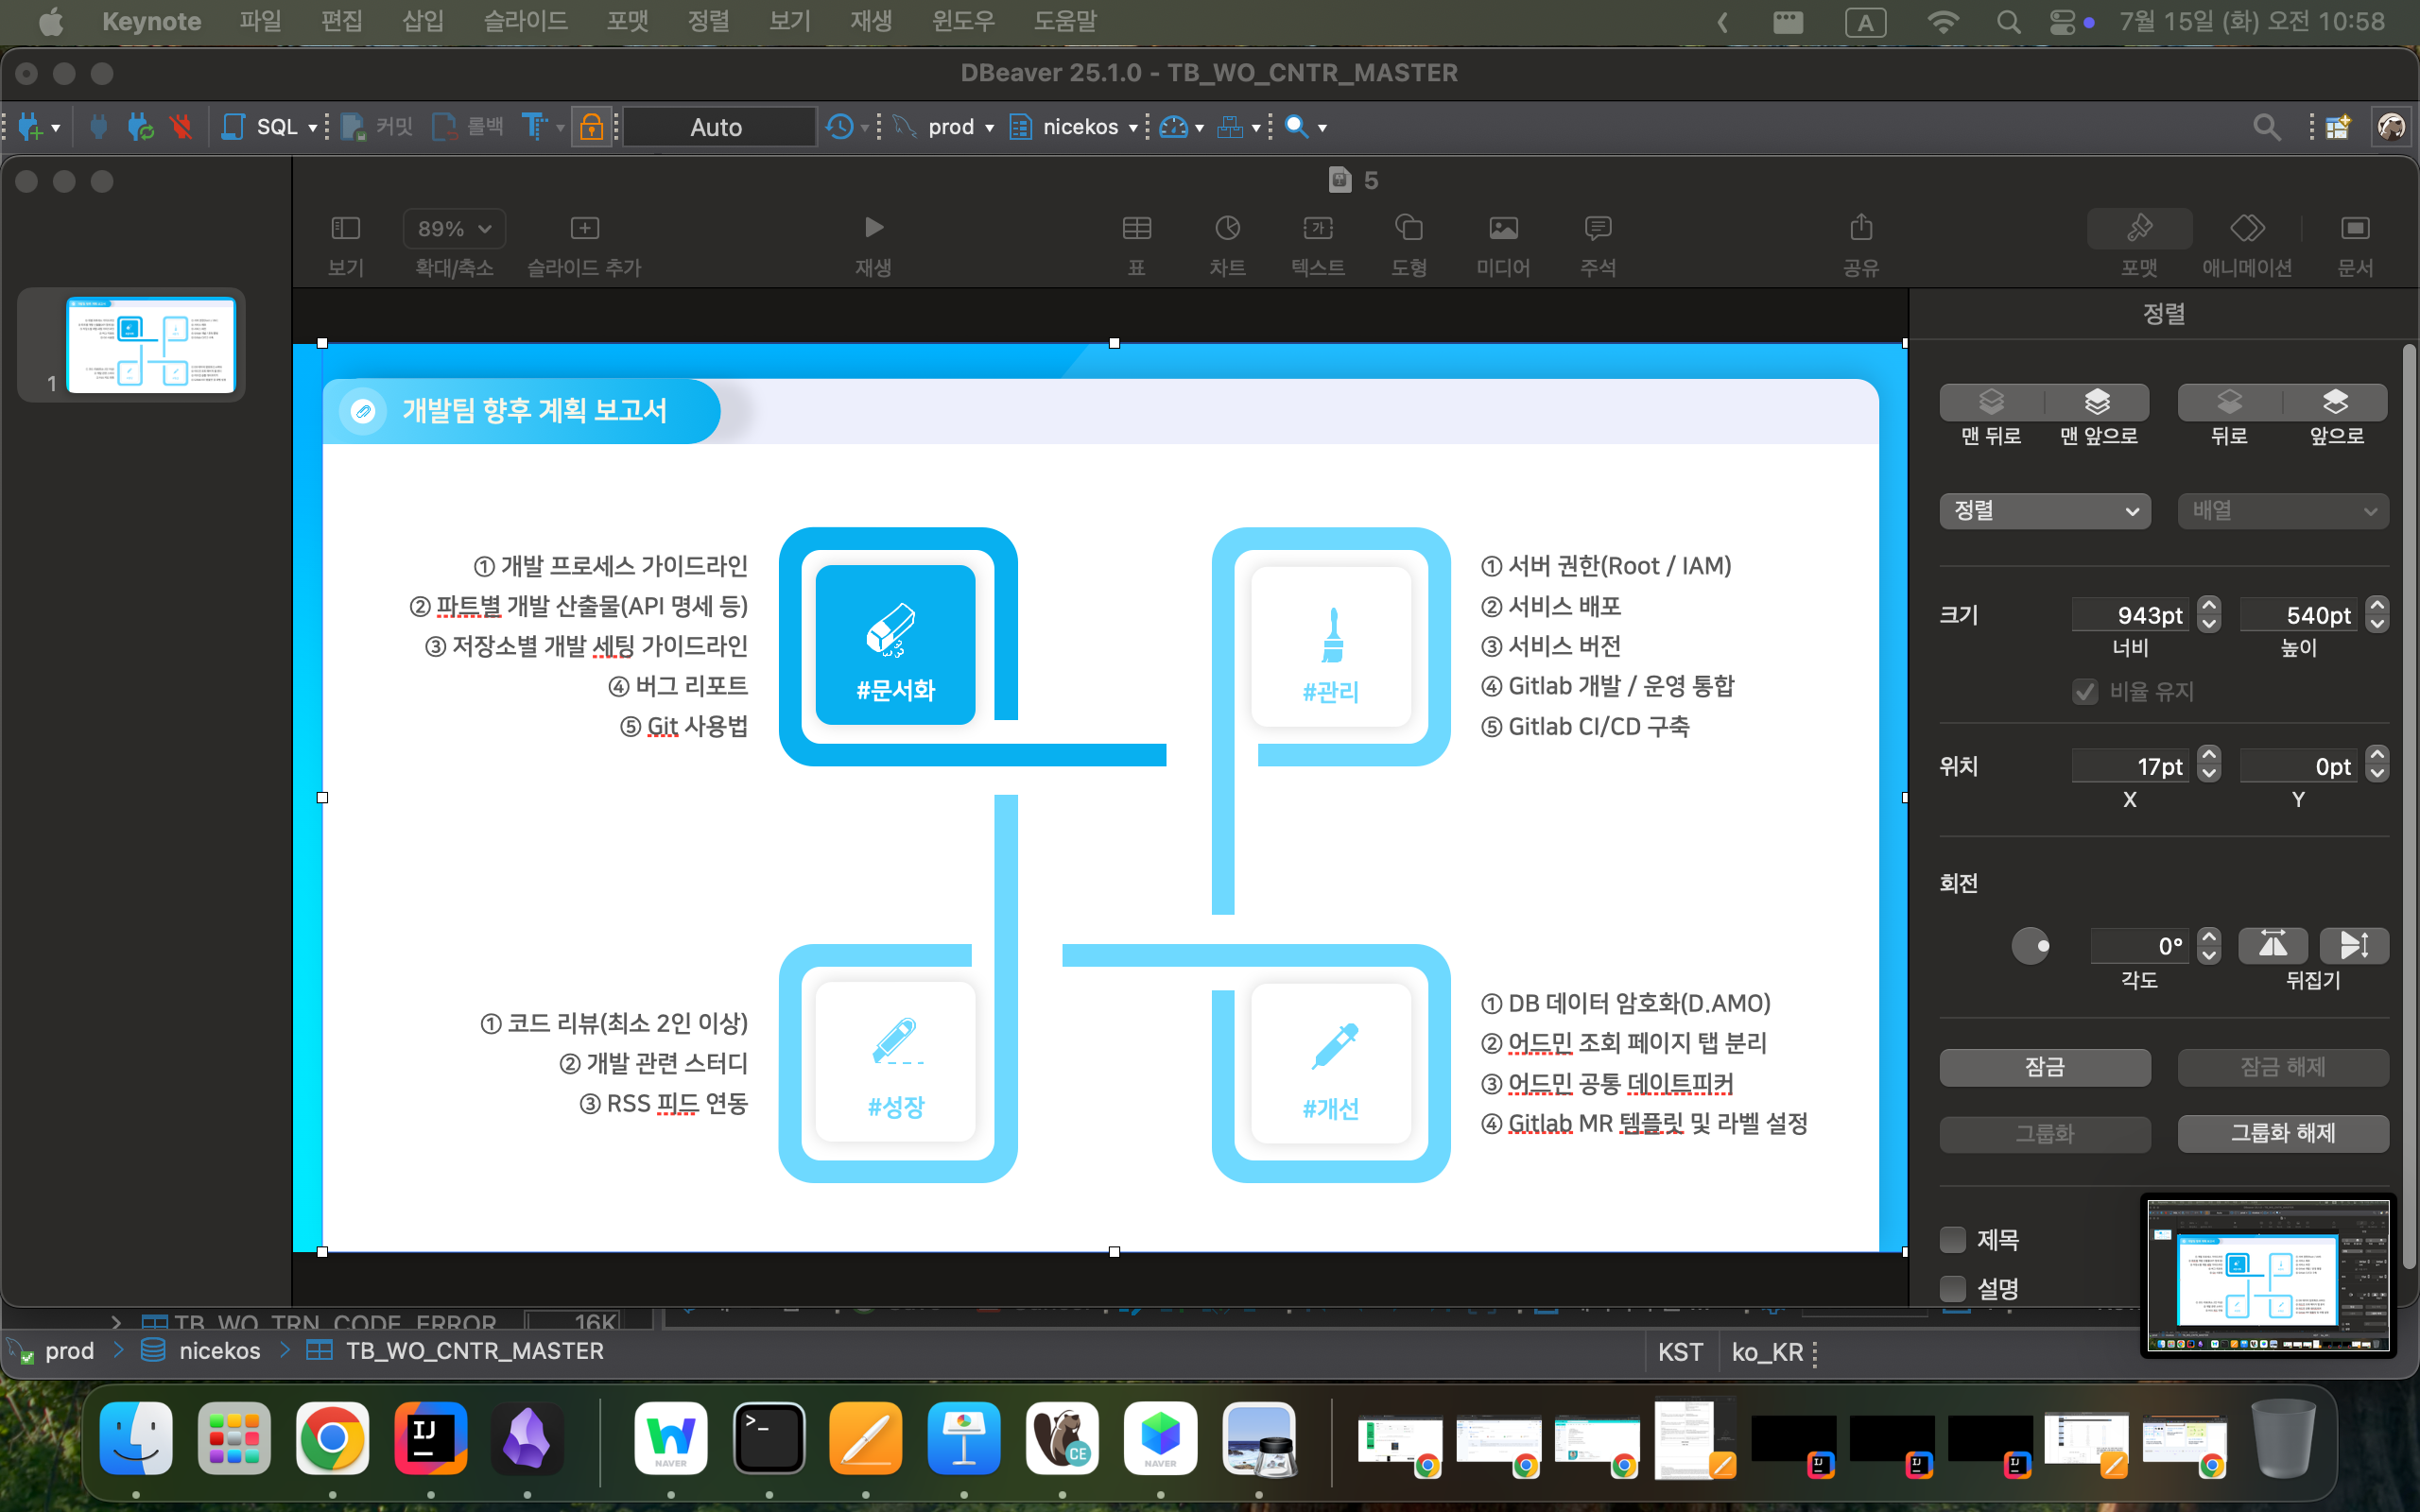 Keynote 파일 편집 삽입 슬라이드 포맷 정렬 보기 재생 윈도우 도움말 A 7월 15일 (화) 오전 10:58
DBeaver 25.1.0 - TB_WO_CNTR_MASTER
SQL 커밋 롤백 T Auto prod nicekos
5
89%
보기 확대/축소 슬라이드 추가 재생 표 차트 텍스트 도형 미디어 주석 공유 포맷 애니메이션 문서
1
개발팀 향후 계획 보고서
① 개발 프로세스 가이드라인
② 파트별 개발 산출물(API 명세 등)
③ 저장소별 개발 세팅 가이드라인
④ 버그 리포트
⑤ Git 사용법
#문서화
#관리
① 서버 권한(Root / IAM)
② 서비스 배포
③ 서비스 버전
④ Gitlab 개발 / 운영 통합
⑤ Gitlab CI/CD 구축
① 코드 리뷰(최소 2인 이상)
② 개발 관련 스터디
③ RSS 피드 연동
#성장
#개선
① DB 데이터 암호화(D.AMO)
② 어드민 조회 페이지 탭 분리
③ 어드민 공통 데이트피커
④ Gitlab MR 템플릿 및 라벨 설정
정렬
맨 뒤로 맨 앞으로 뒤로 앞으로
정렬 배열
크기 943pt 540pt
너비 높이
비율 유지
위치 17pt 0pt
X Y
회전
0°
각도 뒤집기
잠금 잠금 해제
그룹화 그룹화 해제
제목
설명
TB_WO_TRN_CODE_ERROR 16K
prod nicekos TB_WO_CNTR_MASTER KST ko_KR
IJ NAVER >_ CE NAVER